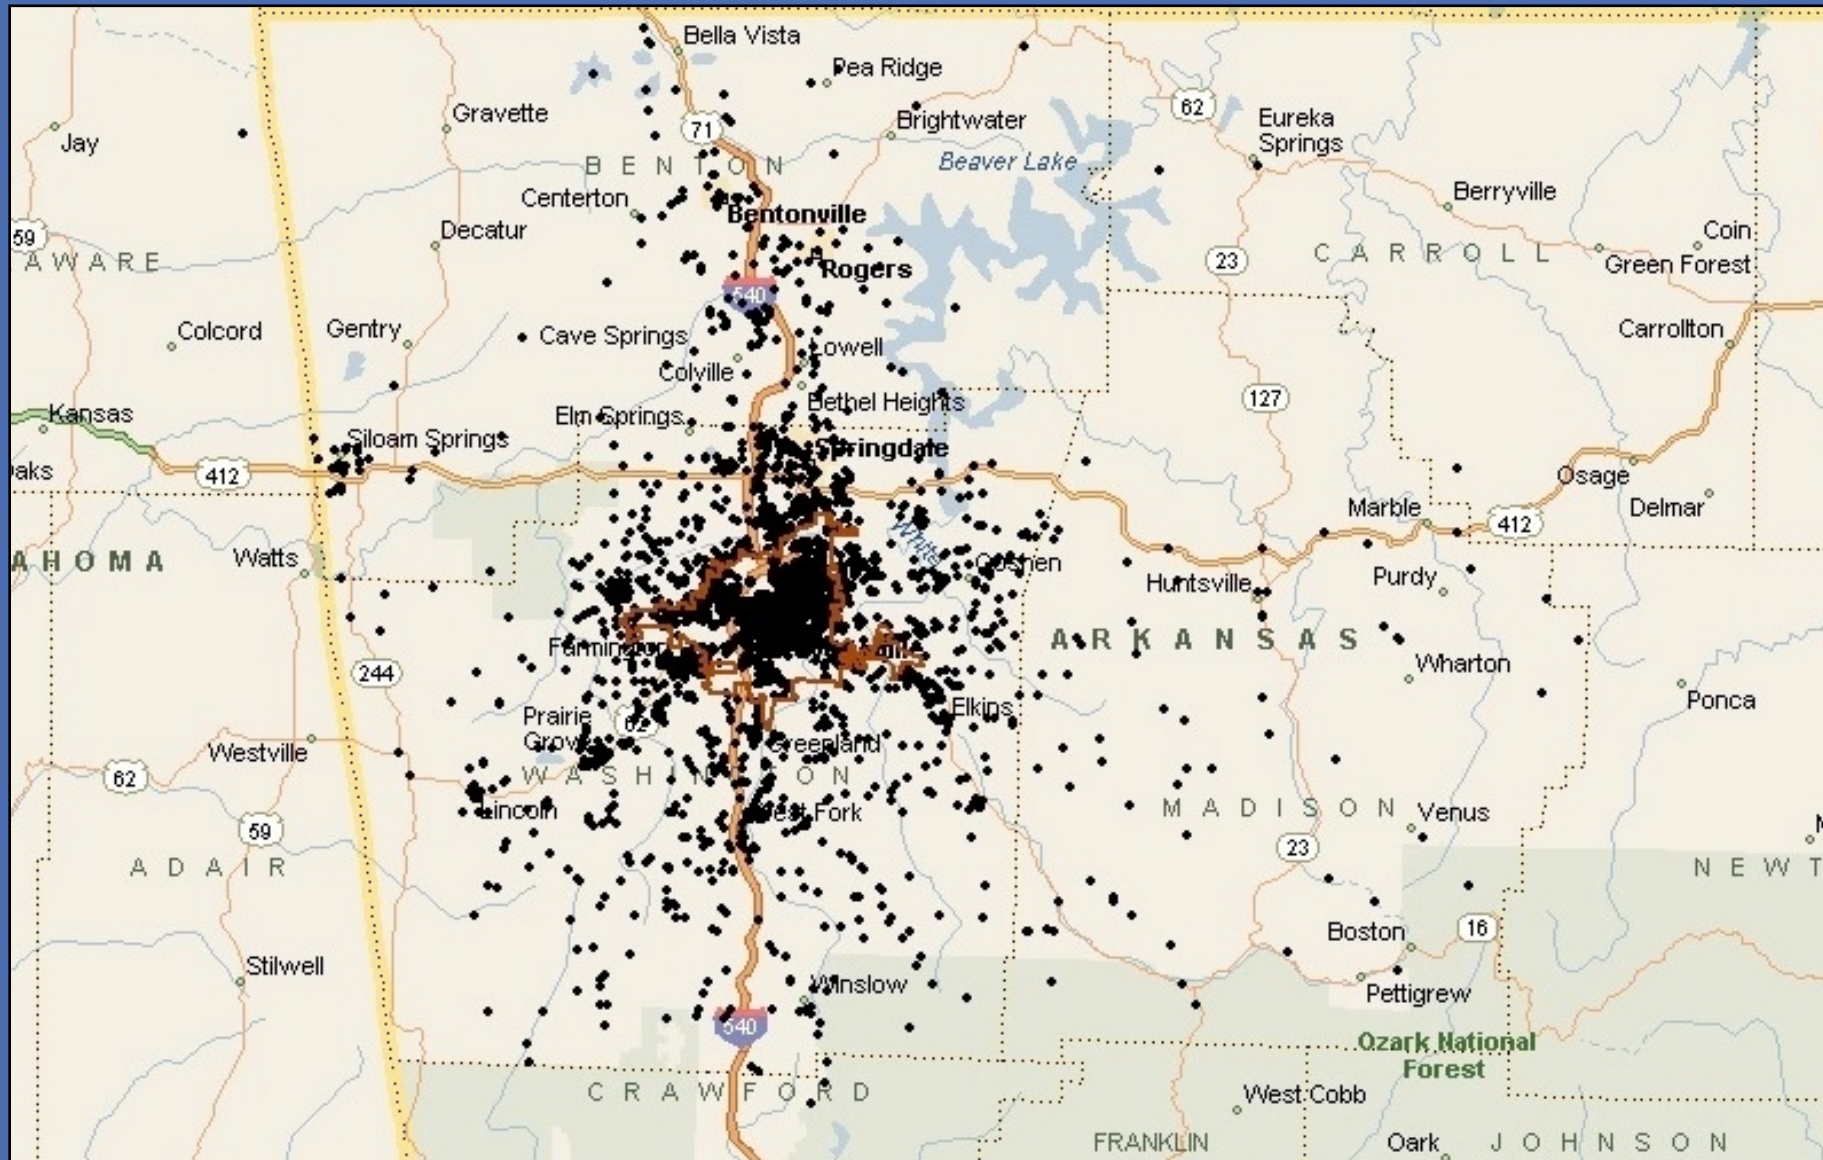 Bella Vista
Pea Ridge
Gravette
Brightwater
62
Eureka
Springs
Jay
71
BENTON
Beaver Lake
Centerton
Bentonville
Berryville
Decatur
Coin
59
AWARE
23
CARROLL
Green Forest
Rogers
540
Colcord
Gentry
Cave Springs
Lowell
Carrollton
Colville
Kansas
Elm Springs
Bethel Heights
127
Siloam Springs
Springdale
412
Osage
Marble
412
Delmar
AHOMA
Watts
White
Goshen
Huntsville
Purdy
Farmington
ARKANSAS
Wharton
244
Ponca
Prairie
Grove
62
Elkins
Westville
Greenland
62
WASHINGTON
Lincoln
West Fork
MADISON
Venus
59
23
ADAIR
NEWT
Boston
16
Stilwell
Winslow
Pettigrew
540
Ozark National
Forest
CRAWFORD
West Cobb
FRANKLIN
Oark
JOHNSON